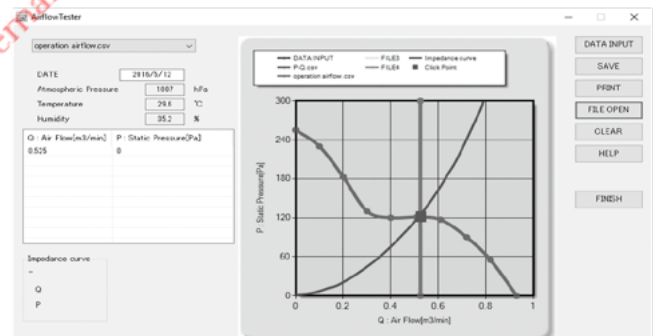 AirflowTester
operation airflow.csv
DATE 2016/5/12
Atmospheric Pressure 1007 hPa
Temperature 29.6 ℃
Humidity 35.2 %
Q : Air Flow[m3/min] P : Static Pressure[Pa]
0.525 0
Impedance curve
-
Q
P
DATA INPUT FILE3 Impedance curve
P-Q.csv FILE4 Click Point
operation airflow.csv
P : Static Pressure[Pa]
300
240
180
120
60
0
0 0.2 0.4 0.6 0.8 1
Q : Air Flow[m3/min]
DATA INPUT
SAVE
PRINT
FILE OPEN
CLEAR
HELP
FINISH